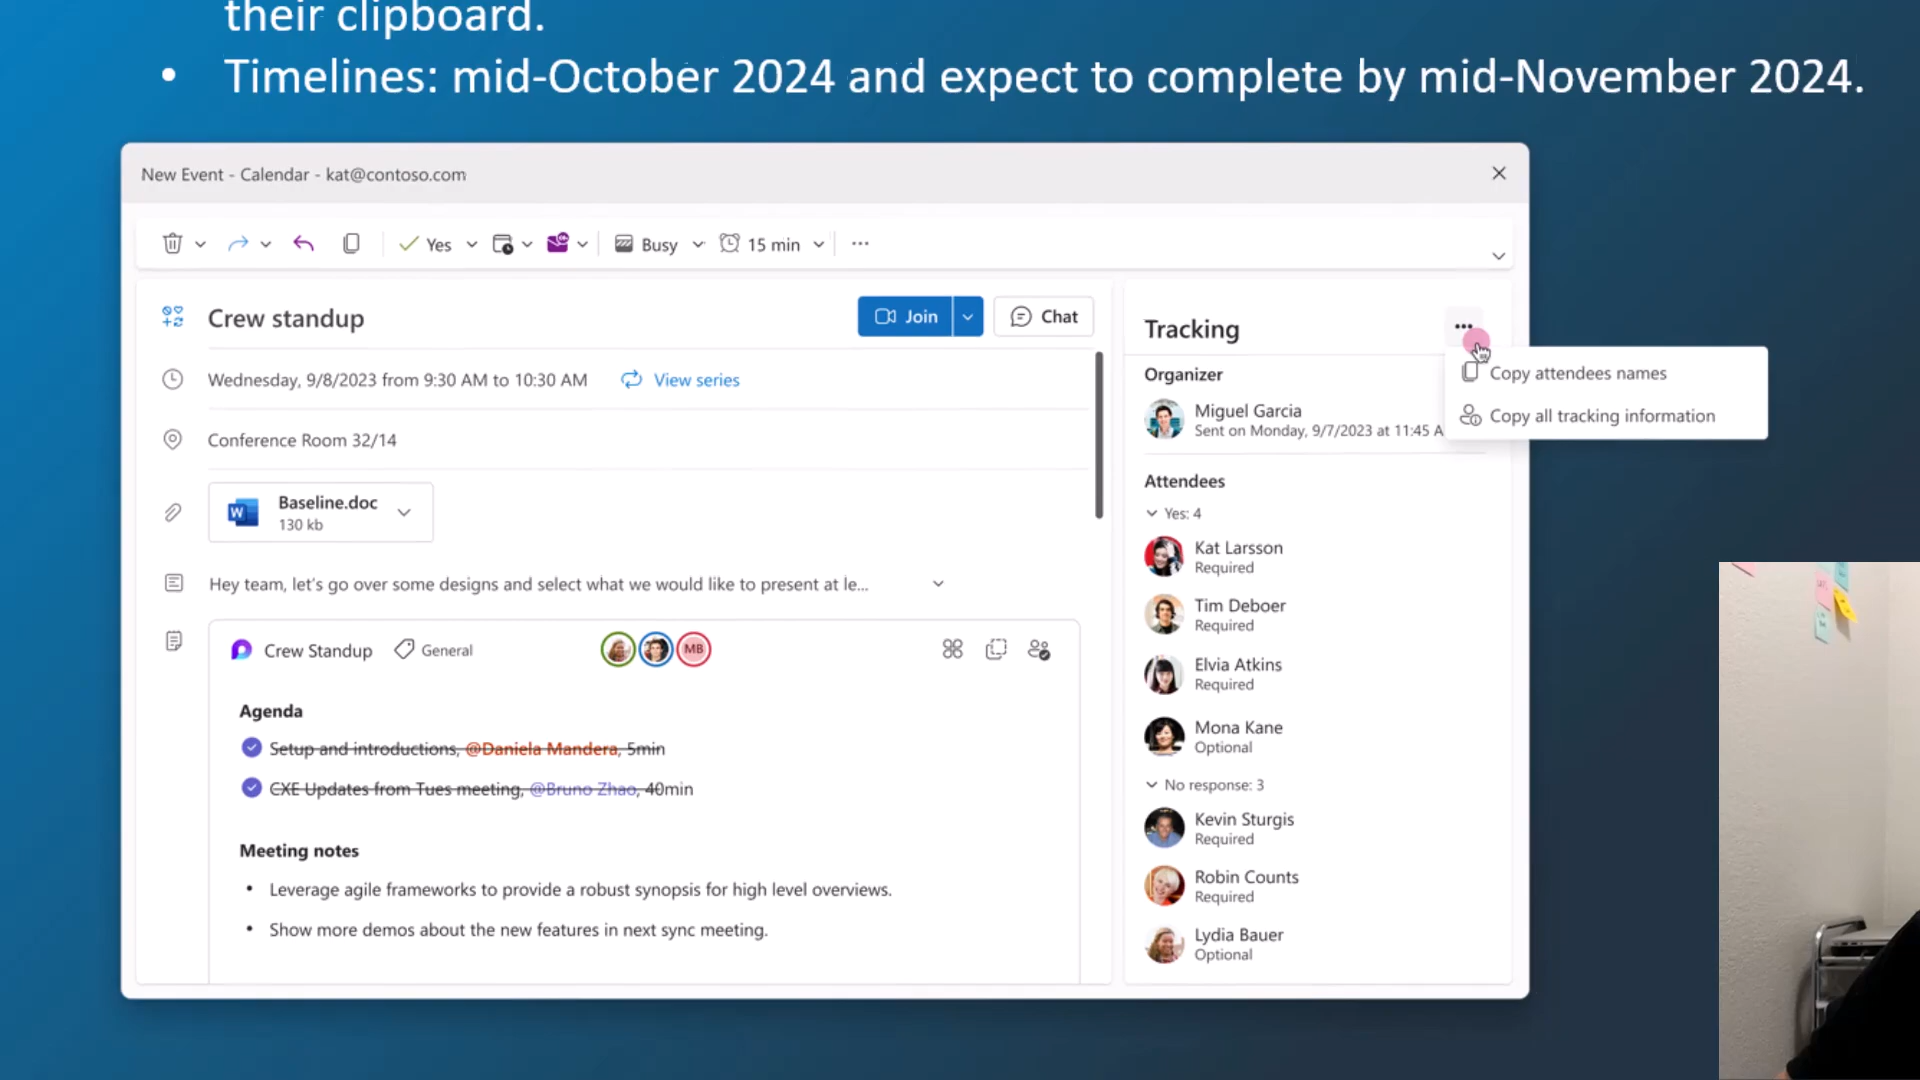 their clipboard.
• Timelines: mid-October 2024 and expect to complete by mid-November 2024.
New Event - Calendar - kat@contoso.com
Yes
Busy
15 min
Crew standup
Join
Chat
Wednesday, 9/8/2023 from 9:30 AM to 10:30 AM
View series
Conference Room 32/14
W
Baseline.doc
130 kb
Hey team, let's go over some designs and select what we would like to present at le...
Crew Standup
General
MB
Agenda
Setup and introductions, @Daniela Mandera, 5min
CXE Updates from Tues meeting, @Bruno Zhao, 40min
Meeting notes
• Leverage agile frameworks to provide a robust synopsis for high level overviews.
• Show more demos about the new features in next sync meeting.
Tracking
Copy attendees names
Copy all tracking information
Organizer
Miguel Garcia
Sent on Monday, 9/7/2023 at 11:45 A
Attendees
Yes: 4
Kat Larsson
Required
Tim Deboer
Required
Elvia Atkins
Required
Mona Kane
Optional
No response: 3
Kevin Sturgis
Required
Robin Counts
Required
Lydia Bauer
Optional